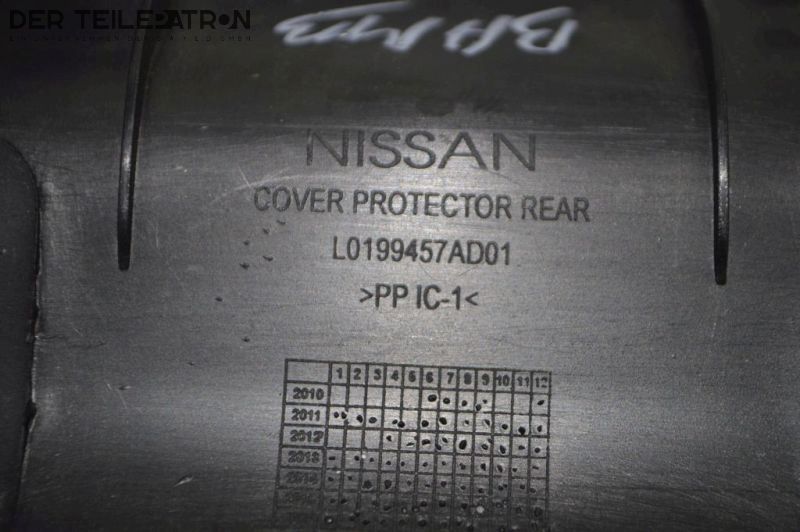 DER TEILEPATRON
NISSAN
COVER PROTECTOR REAR
L0199457AD01
>PP IC-1<
1 2 3 4 5 6 7 8 9 10 11 12
2010
2011
2012
2013
2014